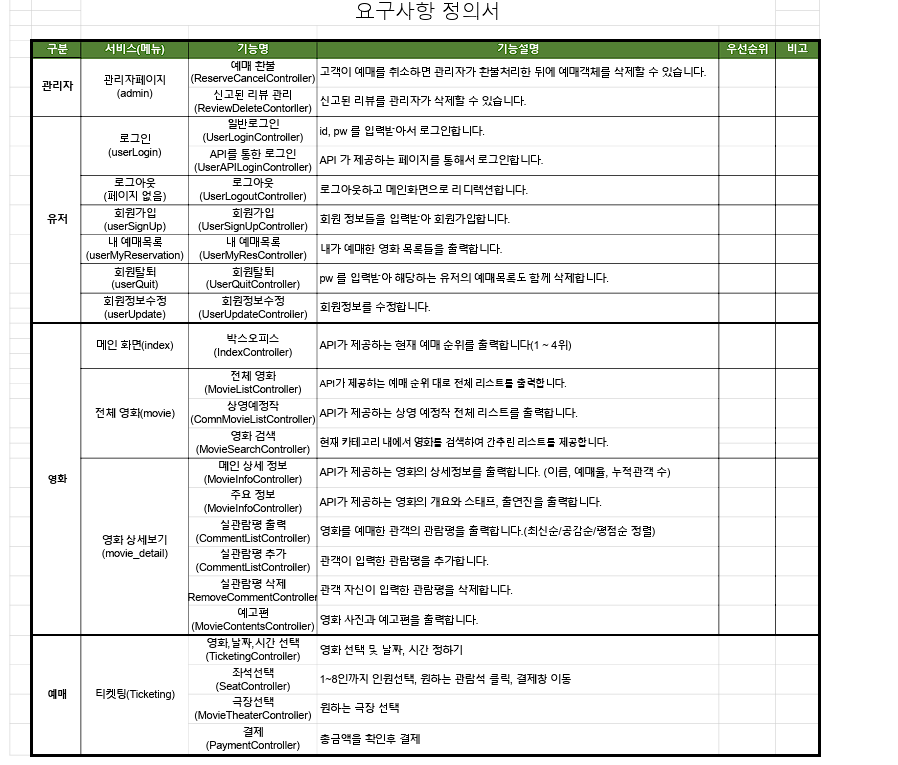 요구사항 정의서
구분 서비스(메뉴) 기능명 기능설명 우선순위 비고
관리자
관리자페이지
(admin)
예매 환불
(ReserveCancelController)
고객이 예매를 취소하면 관리자가 환불처리한 뒤에 예매객체를 삭제할 수 있습니다.
신고된 리뷰 관리
(ReviewDeleteContorller)
신고된 리뷰를 관리자가 삭제할 수 있습니다.
유저
로그인
(userLogin)
일반로그인
(UserLoginController)
id, pw 를 입력받아서 로그인합니다.
API를 통한 로그인
(UserAPILoginController)
API 가 제공하는 페이지를 통해서 로그인합니다.
로그아웃
(페이지 없음)
로그아웃
(UserLogoutController)
로그아웃하고 메인화면으로 리디렉션합니다.
회원가입
(userSignUp)
회원가입
(UserSignUpController)
회원 정보들을 입력받아 회원가입합니다.
내 예매목록
(userMyReservation)
내 예매목록
(UserMyResController)
내가 예매한 영화 목록들을 출력합니다.
회원탈퇴
(userQuit)
회원탈퇴
(UserQuitController)
pw 를 입력받아 해당하는 유저의 예매목록도 함께 삭제합니다.
회원정보수정
(userUpdate)
회원정보수정
(UserUpdateController)
회원정보를 수정합니다.
영화
메인 화면(index)
박스오피스
(IndexController)
API가 제공하는 현재 예매 순위를 출력합니다(1 ~ 4위)
전체 영화(movie)
전체 영화
(MovieListController)
API가 제공하는 예매 순위 대로 전체 리스트를 출력합니다.
상영예정작
(ComnMovieListController)
API가 제공하는 상영 예정작 전체 리스트를 출력합니다.
영화 검색
(MovieSearchController)
현재 카테고리 내에서 영화를 검색하여 간추린 리스트를 제공합니다.
영화 상세보기
(movie_detail)
메인 상세 정보
(MovieInfoController)
API가 제공하는 영화의 상세정보를 출력합니다. (이름, 예매율, 누적관객 수)
주요 정보
(MovieInfoController)
API가 제공하는 영화의 개요와 스태프, 출연진을 출력합니다.
실관람평 출력
(CommentListController)
영화를 예매한 관객의 관람평을 출력합니다.(최신순/공감순/평점순 정렬)
실관람평 추가
(CommentListController)
관객이 입력한 관람평을 추가합니다.
실관람평 삭제
RemoveCommentController
관객 자신이 입력한 관람평을 삭제합니다.
예고편
(MovieContentsController)
영화 사진과 예고편을 출력합니다.
예매
티켓팅(Ticketing)
영화,날짜,시간 선택
(TicketingController)
영화 선택 및 날짜, 시간 정하기
좌석선택
(SeatController)
1~8인까지 인원선택, 원하는 관람석 클릭, 결제창 이동
극장선택
(MovieTheaterController)
원하는 극장 선택
결제
(PaymentController)
총금액을 확인후 결제